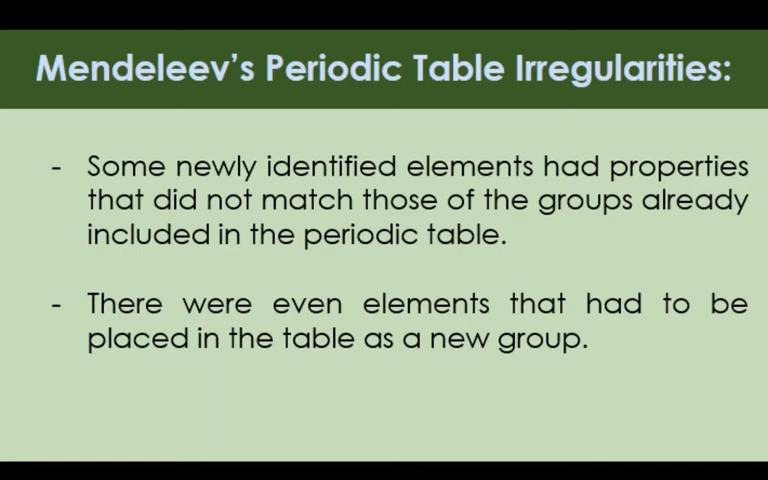 Mendeleev's Periodic Table Irregularities:
- Some newly identified elements had properties
that did not match those of the groups already
included in the periodic table.
- There were even elements that had to be
placed in the table as a new group.